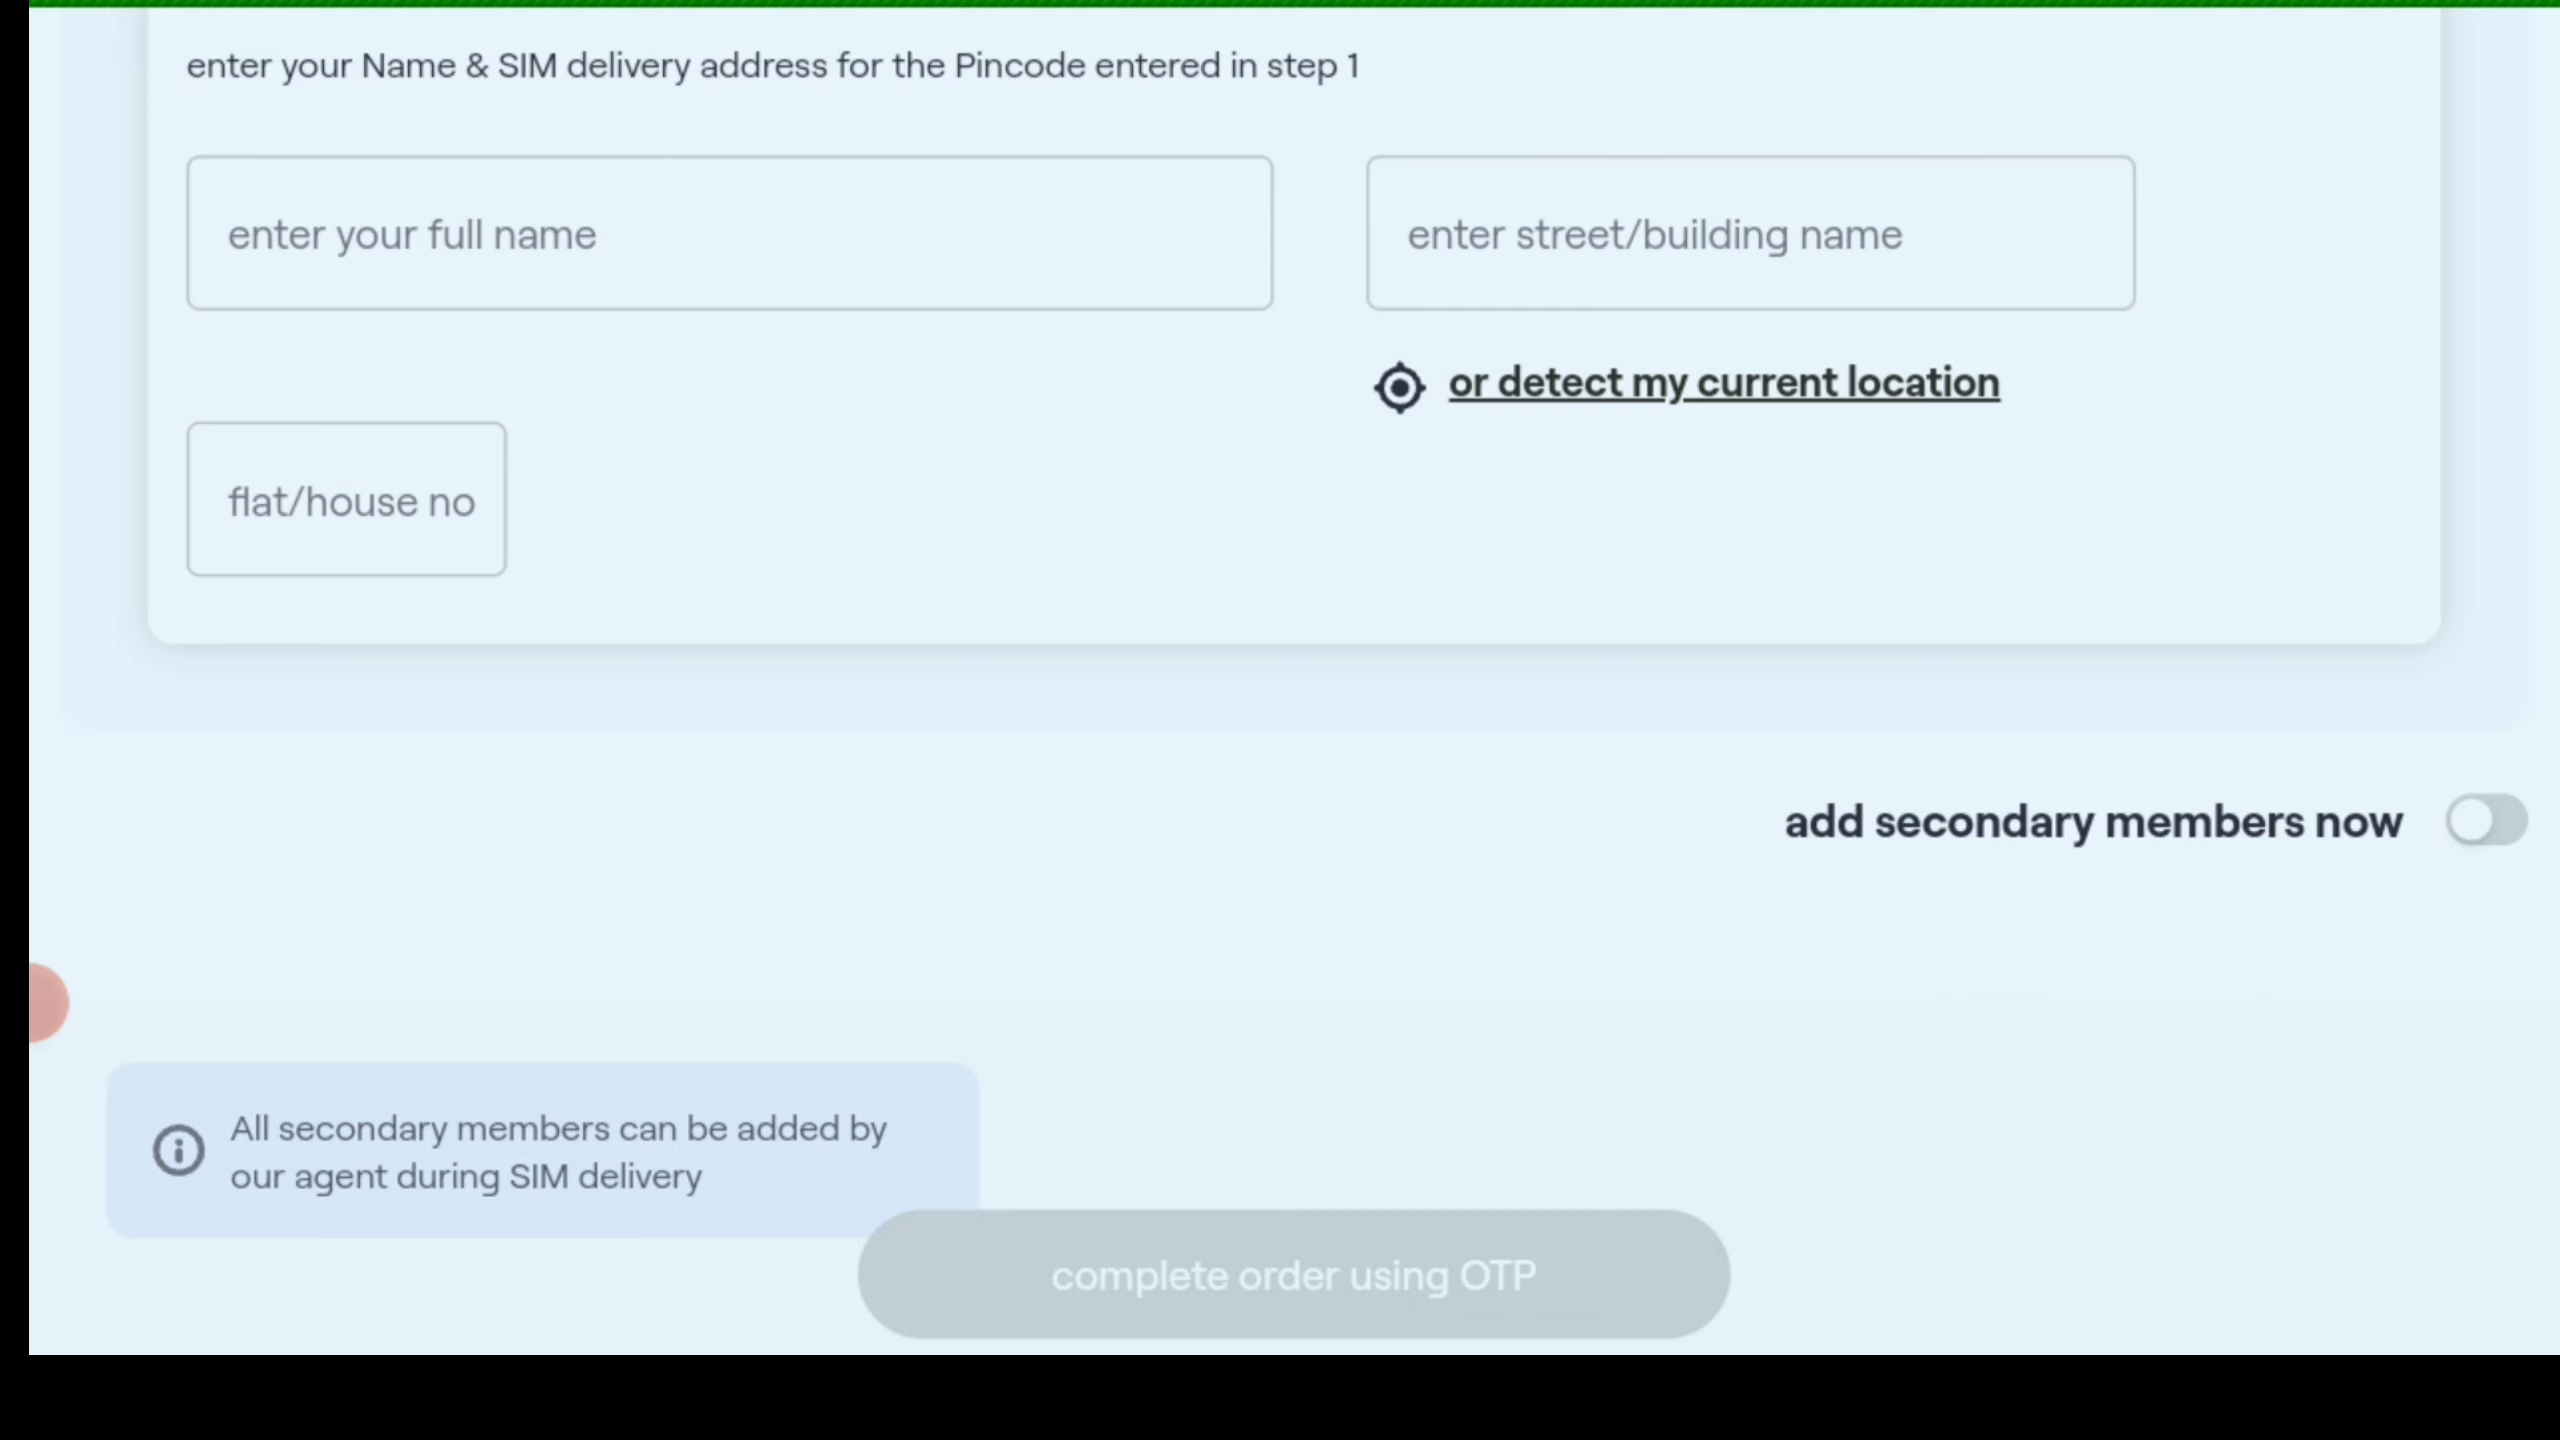 enter your Name & SIM delivery address for the Pincode entered in step 1
enter your full name
enter street/building name
or detect my current location
flat/house no
add secondary members now
All secondary members can be added by
our agent during SIM delivery
complete order using OTP